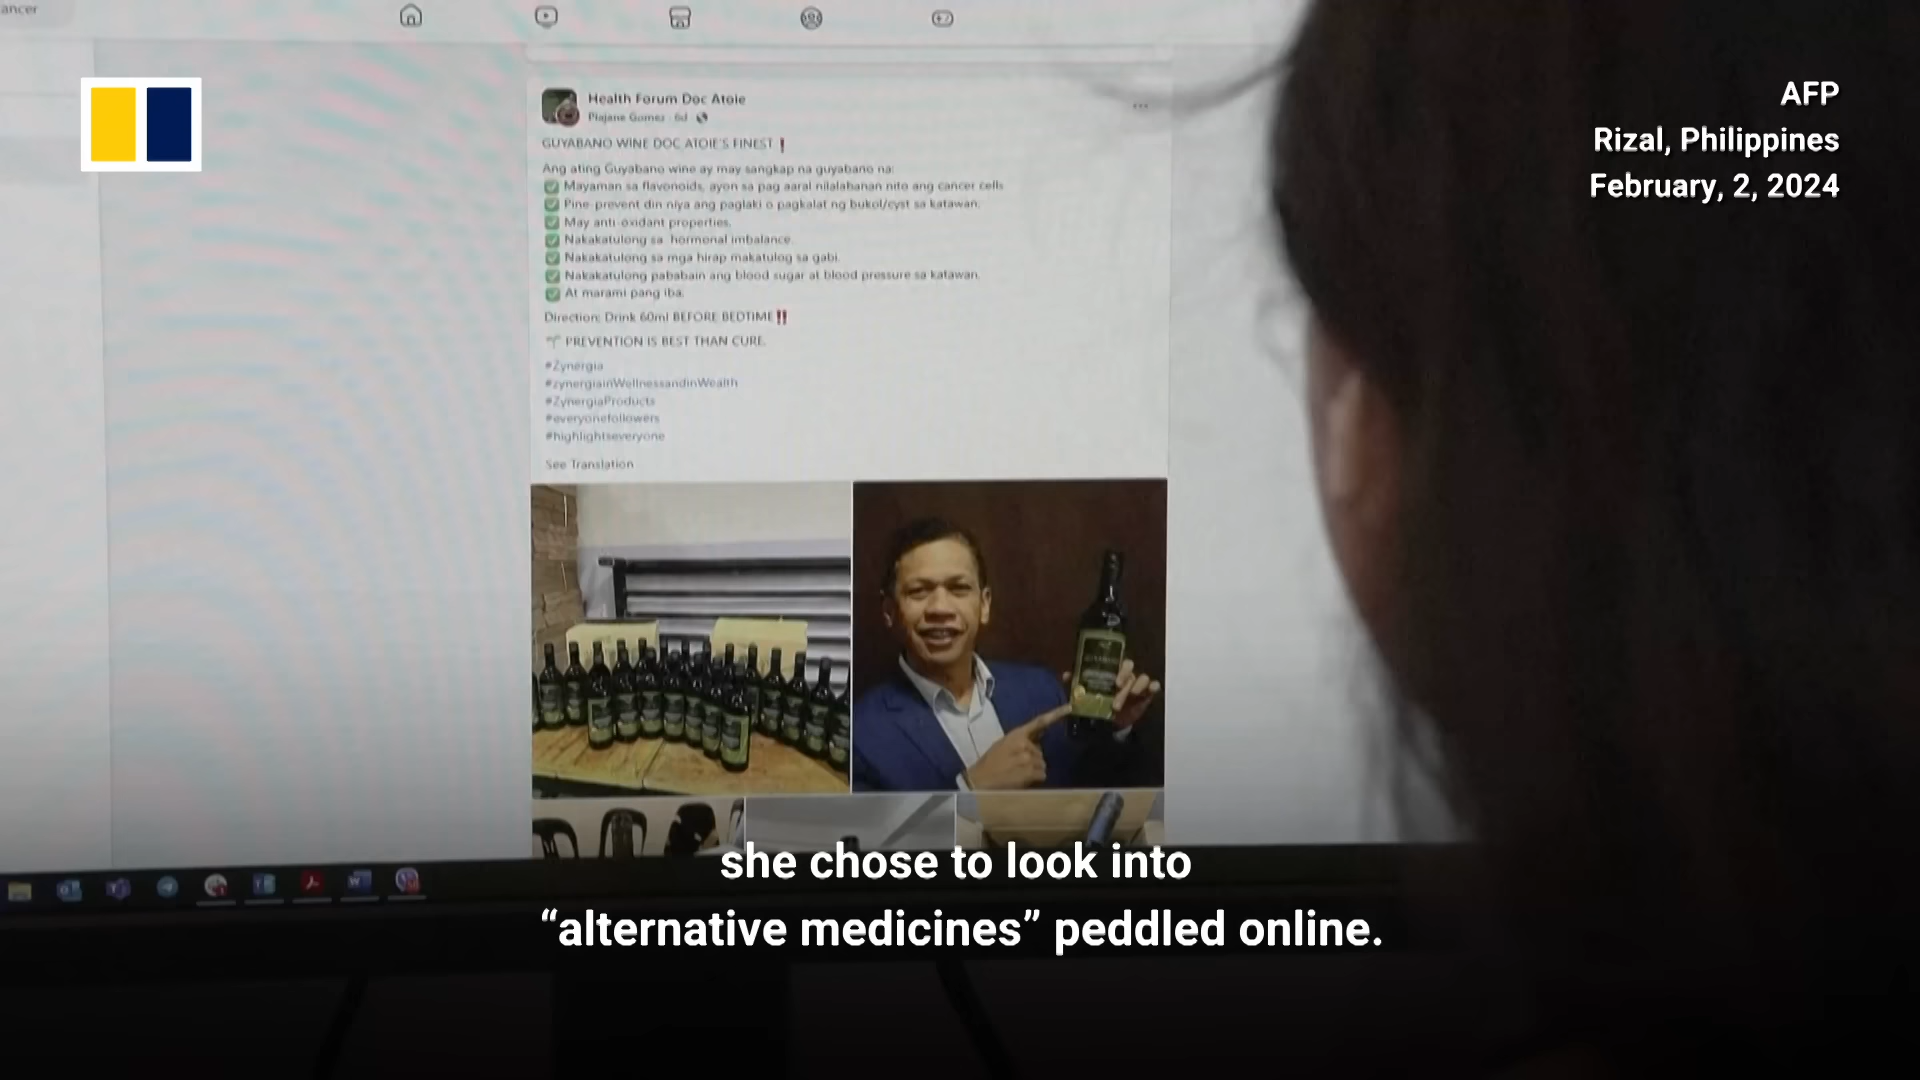 ancer
AFP
Rizal, Philippines
February, 2, 2024
Health Forum Doc Atoie
Plajane Gomez · 6d
GUYABANO WINE DOC ATOIE'S FINEST❗
Ang ating Guyabano wine ay may sangkap na guyabano na:
✅ Mayaman sa flavonoids, ayon sa pag aaral nilalabanan nito ang cancer cells
✅ Pine-prevent din niya ang paglaki o pagkalat ng bukol/cyst sa katawan.
✅ May anti-oxidant properties.
✅ Nakakatulong sa hormonal imbalance.
✅ Nakakatulong sa mga hirap makatulog sa gabi.
✅ Nakakatulong pababain ang blood sugar at blood pressure sa katawan.
✅ At marami pang iba.
Direction: Drink 60ml BEFORE BEDTIME‼
PREVENTION IS BEST THAN CURE.
#Zynergia
#zynergiainWellnessandinWealth
#ZynergiaProducts
#everyonefollowers
#highlightseveryone
See Translation
she chose to look into
“alternative medicines” peddled online.